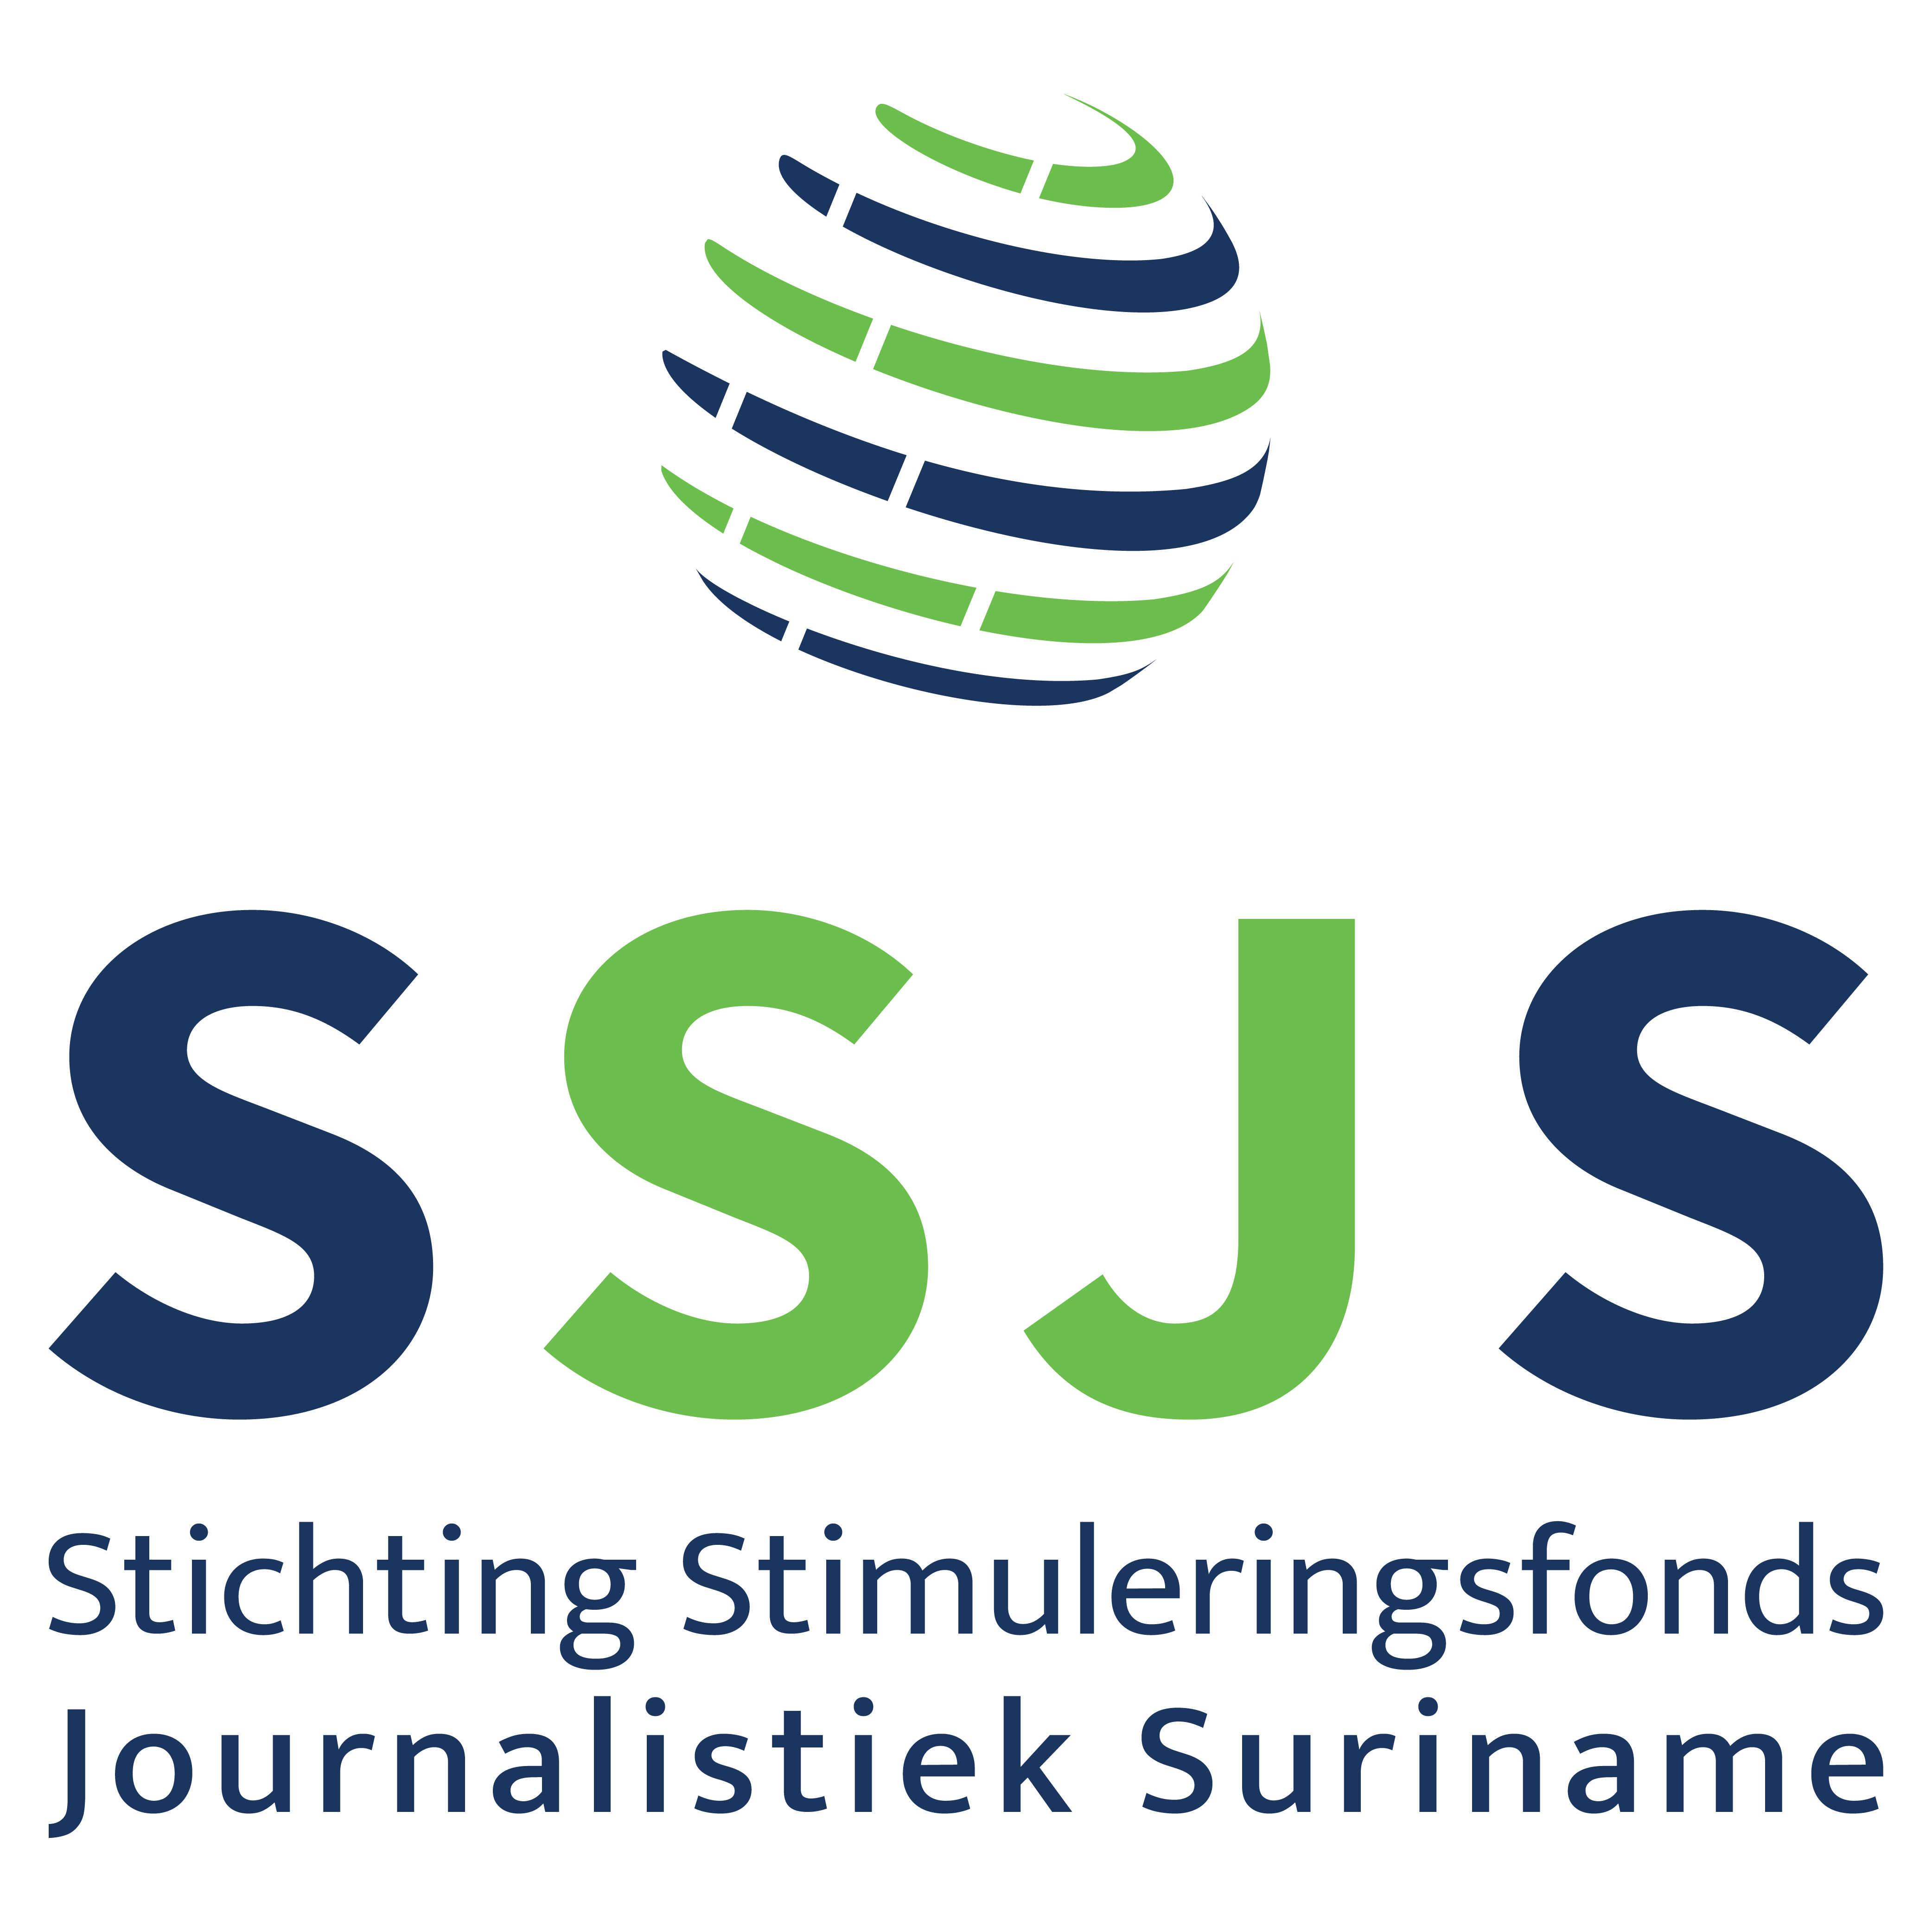 SSJS
Stichting Stimuleringsfonds
Journalistiek Suriname